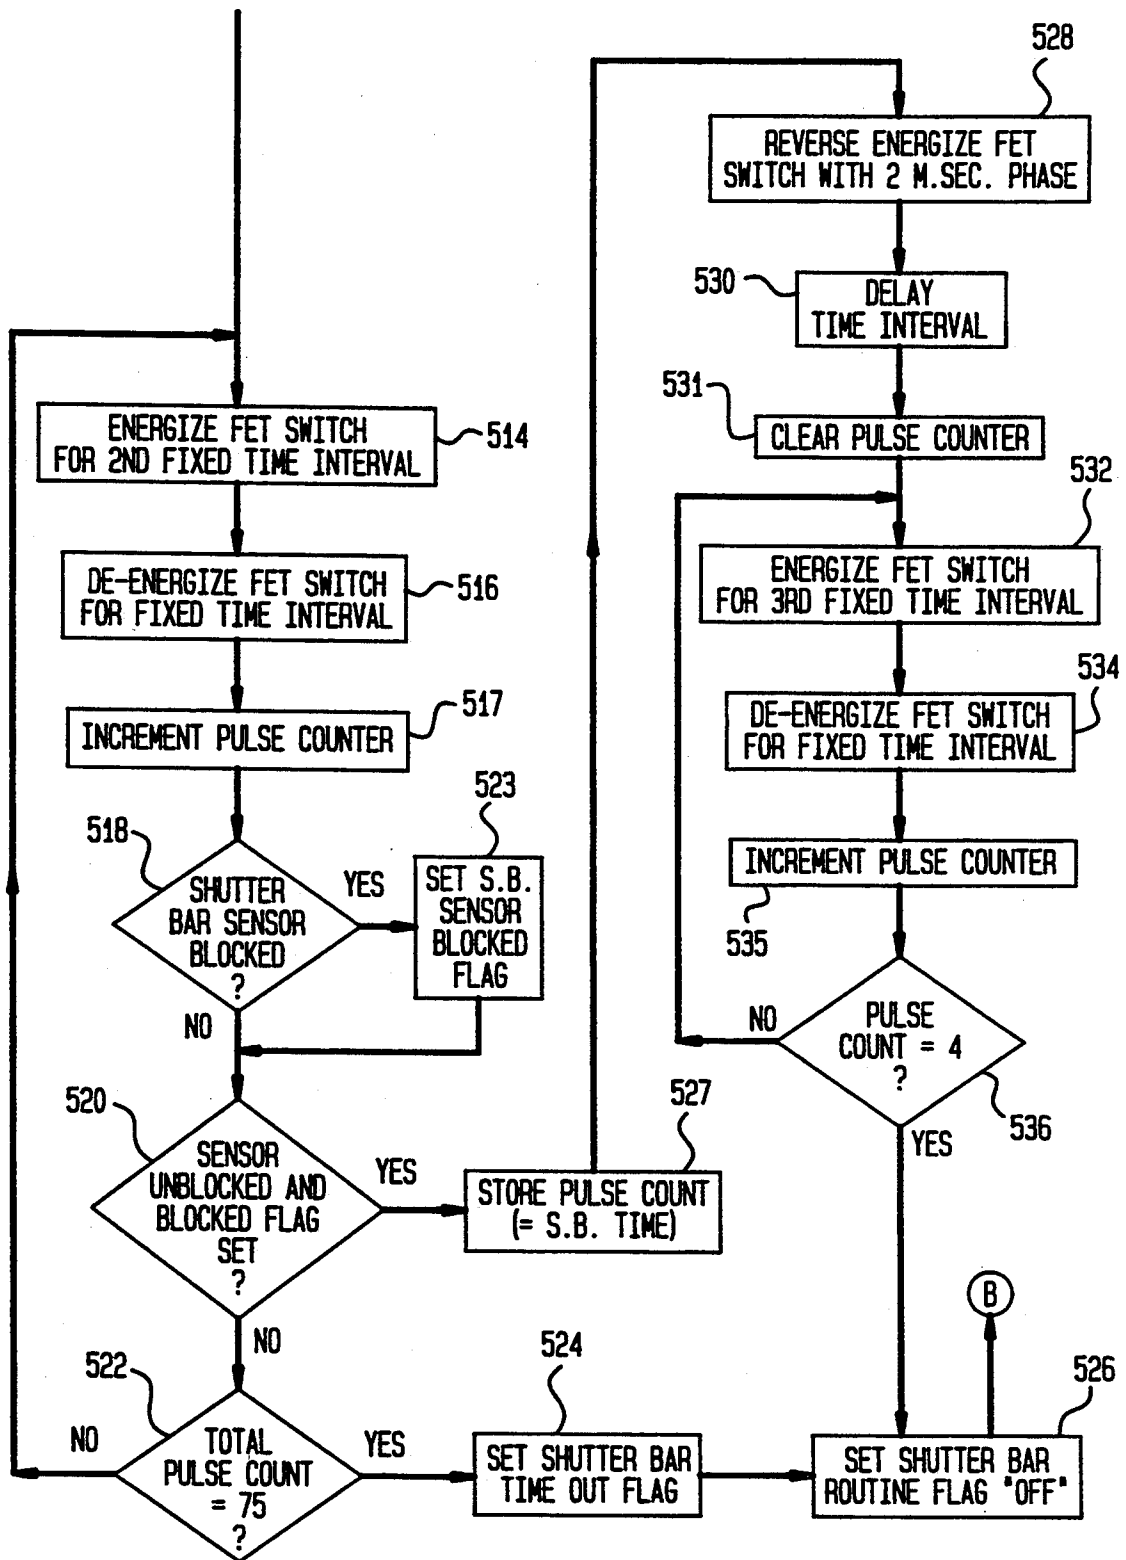 ENERGIZE FET SWITCH
FOR 2ND FIXED TIME INTERVAL
514
DE-ENERGIZE FET SWITCH
FOR FIXED TIME INTERVAL
516
517
INCREMENT PULSE COUNTER
518
SHUTTER
BAR SENSOR
BLOCKED
?
YES
NO
523
SET S.B.
SENSOR
BLOCKED
FLAG
520
SENSOR
UNBLOCKED AND
BLOCKED FLAG
SET
?
YES
NO
527
STORE PULSE COUNT
(= S.B. TIME)
522
TOTAL
PULSE COUNT
= 75
?
NO
YES
524
SET SHUTTER BAR
TIME OUT FLAG
528
REVERSE ENERGIZE FET
SWITCH WITH 2 M.SEC. PHASE
530
DELAY
TIME INTERVAL
531
CLEAR PULSE COUNTER
532
ENERGIZE FET SWITCH
FOR 3RD FIXED TIME INTERVAL
534
DE-ENERGIZE FET SWITCH
FOR FIXED TIME INTERVAL
INCREMENT PULSE COUNTER
535
PULSE
COUNT = 4
?
NO
YES
536
B
526
SET SHUTTER BAR
ROUTINE FLAG "OFF"